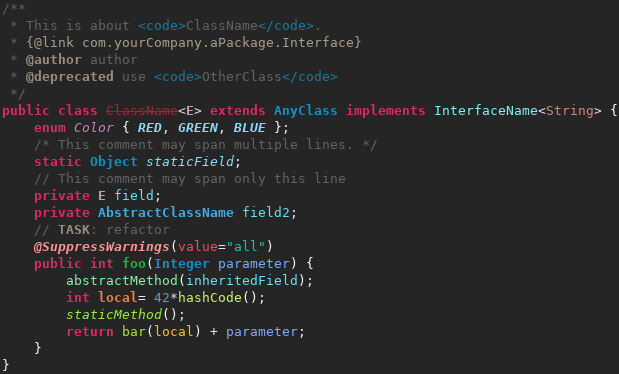 /**
 * This is about <code>ClassName</code>.
 * {@link com.yourCompany.aPackage.Interface}
 * @author author
 * @deprecated use <code>OtherClass</code>
 */
public class ClassName<E> extends AnyClass implements InterfaceName<String> {
    enum Color { RED, GREEN, BLUE };
    /* This comment may span multiple lines. */
    static Object staticField;
    // This comment may span only this line
    private E field;
    private AbstractClassName field2;
    // TASK: refactor
    @SuppressWarnings(value="all")
    public int foo(Integer parameter) {
        abstractMethod(inheritedField);
        int local= 42*hashCode();
        staticMethod();
        return bar(local) + parameter;
    }
}